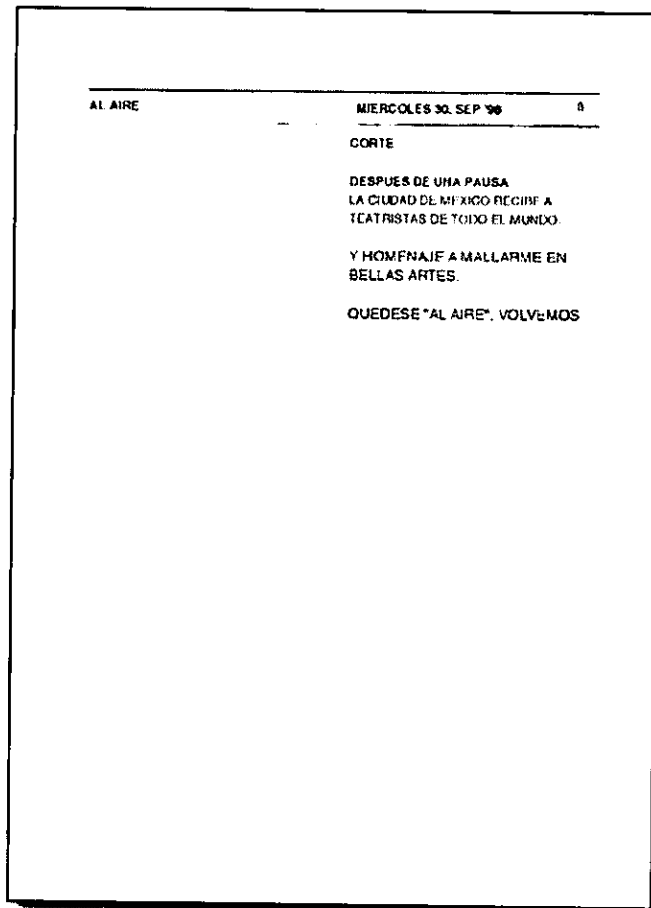 AL AIRE MIERCOLES 30, SEP '98
CORTE
DESPUES DE UNA PAUSA
LA CIUDAD DE MEXICO RECIBE A
TEATRISTAS DE TODO EL MUNDO.
Y HOMENAJE A MALLARME EN
BELLAS ARTES.
QUEDESE "AL AIRE", VOLVEMOS